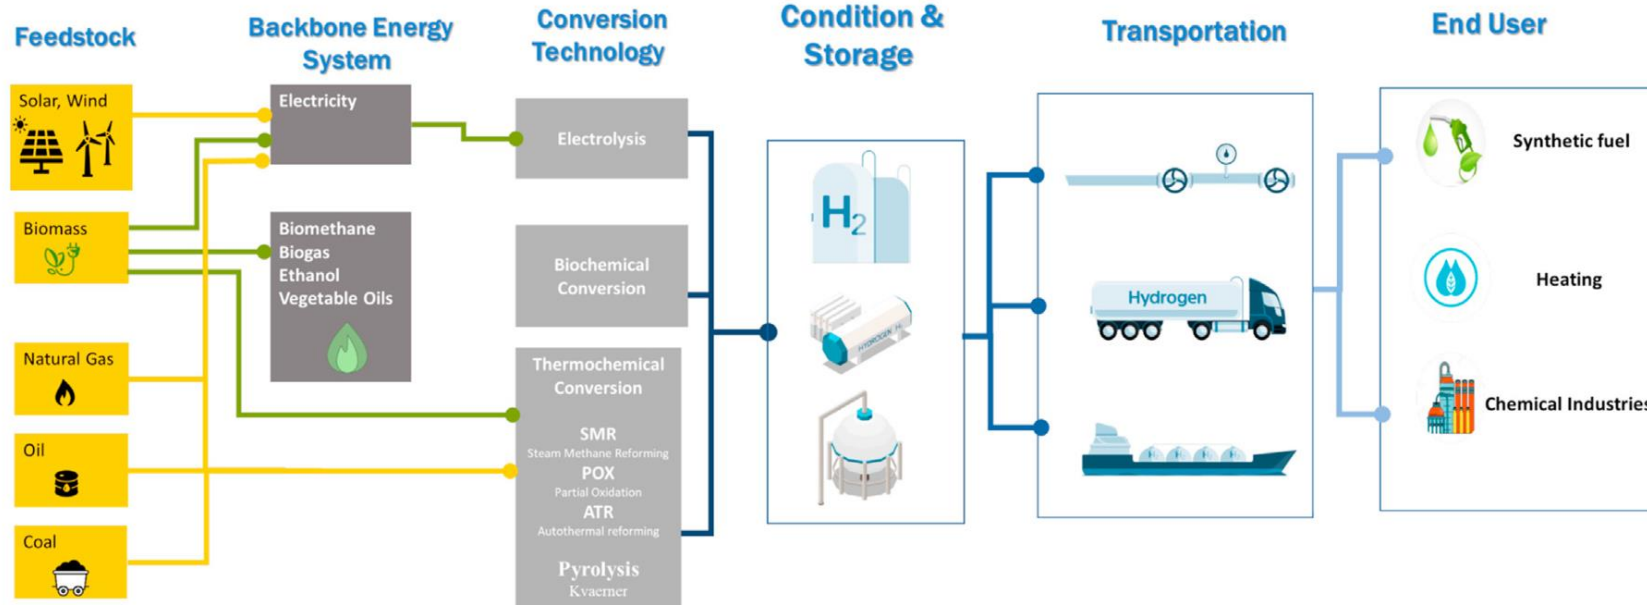 Feedstock
Backbone Energy
System
Conversion
Technology
Condition &
Storage
Transportation
End User
Solar, Wind
Biomass
Natural Gas
Oil
Coal
Electricity
Biomethane
Biogas
Ethanol
Vegetable Oils
Electrolysis
Biochemical
Conversion
Thermochemical
Conversion
SMR
Steam Methane Reforming
POX
Partial Oxidation
ATR
Autothermal reforming
Pyrolysis
Kvaerner
H2
HYDROGEN H2
Hydrogen
Synthetic fuel
Heating
Chemical Industries